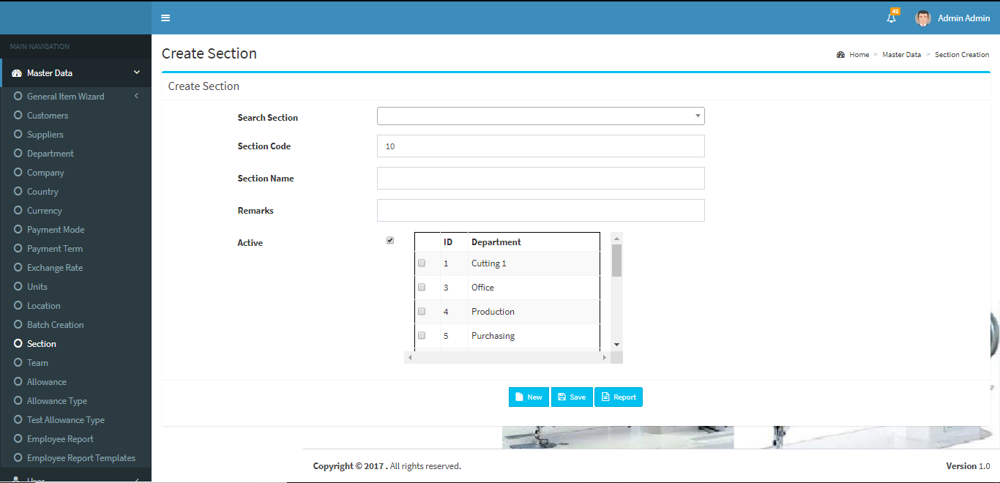 42
Admin Admin
MAIN NAVIGATION
Master Data
General Item Wizard
Customers
Suppliers
Department
Company
Country
Currency
Payment Mode
Payment Term
Exchange Rate
Units
Location
Batch Creation
Section
Team
Allowance
Allowance Type
Test Allowance Type
Employee Report
Employee Report Templates
User
Create Section
Home > Master Data > Section Creation
Create Section
Search Section
Section Code 10
Section Name
Remarks
Active
ID Department
1 Cutting 1
3 Office
4 Production
5 Purchasing
New Save Report
Copyright © 2017 . All rights reserved.
Version 1.0